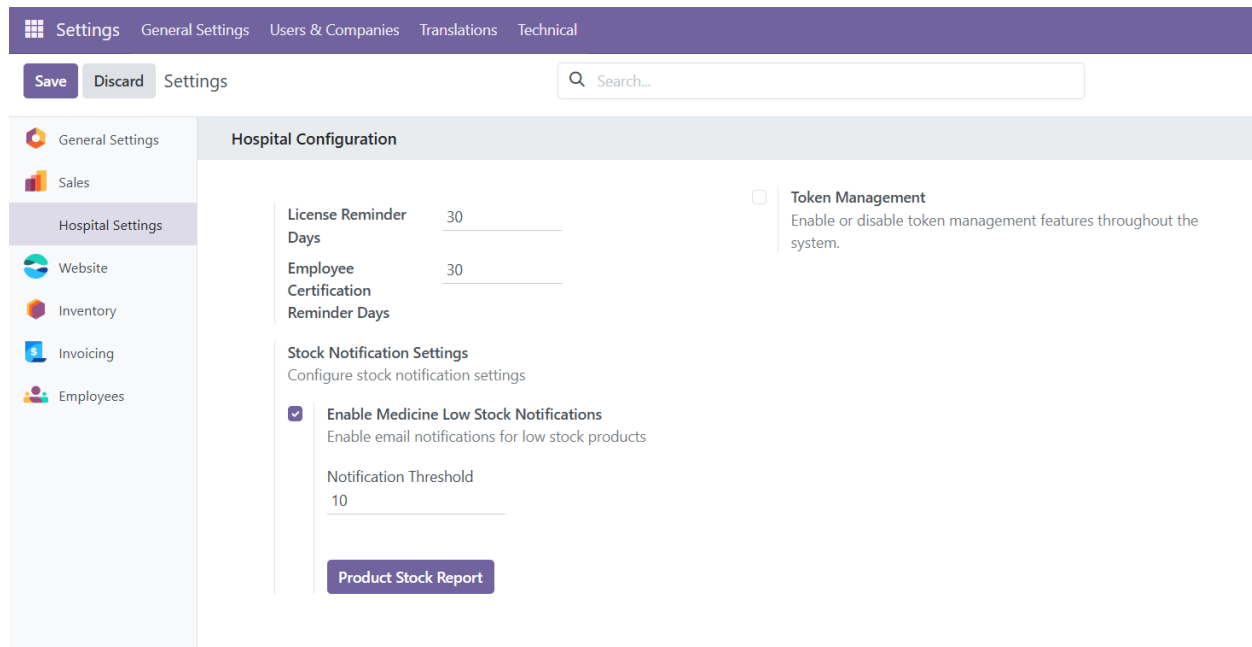 Settings General Settings Users & Companies Translations Technical
Save Discard Settings Search...
General Settings
Sales
Hospital Settings
Website
Inventory
$ Invoicing
Employees
Hospital Configuration
License Reminder 30
Days
Employee 30
Certification
Reminder Days
Stock Notification Settings
Configure stock notification settings
Enable Medicine Low Stock Notifications
Enable email notifications for low stock products
Notification Threshold
10
Product Stock Report
Token Management
Enable or disable token management features throughout the
system.